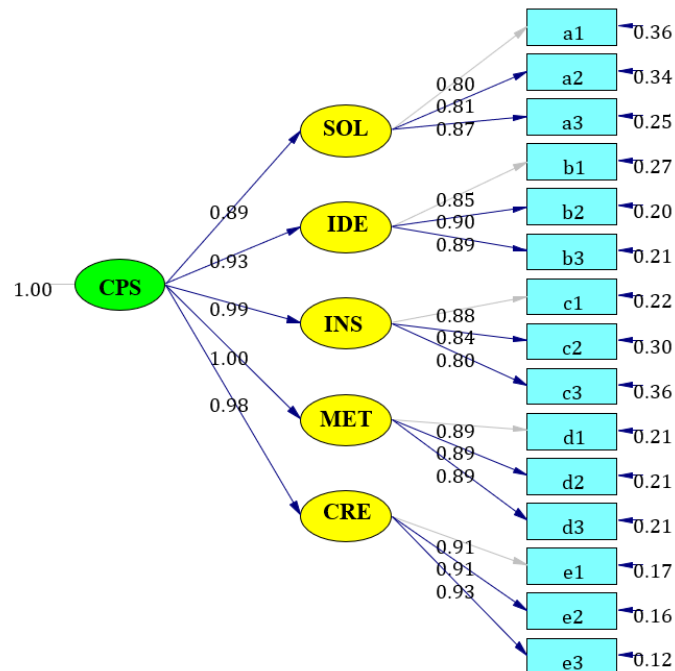 a1 0.36
a2 0.34
0.80
0.81
0.87
a3 0.25
SOL
b1 0.27
0.85
b2 0.20
0.89
0.90
IDE
0.89
b3 0.21
0.93
CPS
1.00
c1 0.22
0.99
INS
0.88
0.84
0.80
c2 0.30
1.00
c3 0.36
0.98
MET
d1 0.21
0.89
0.89
0.89
d2 0.21
CRE
d3 0.21
0.91
0.91
0.93
e1 0.17
e2 0.16
e3 0.12